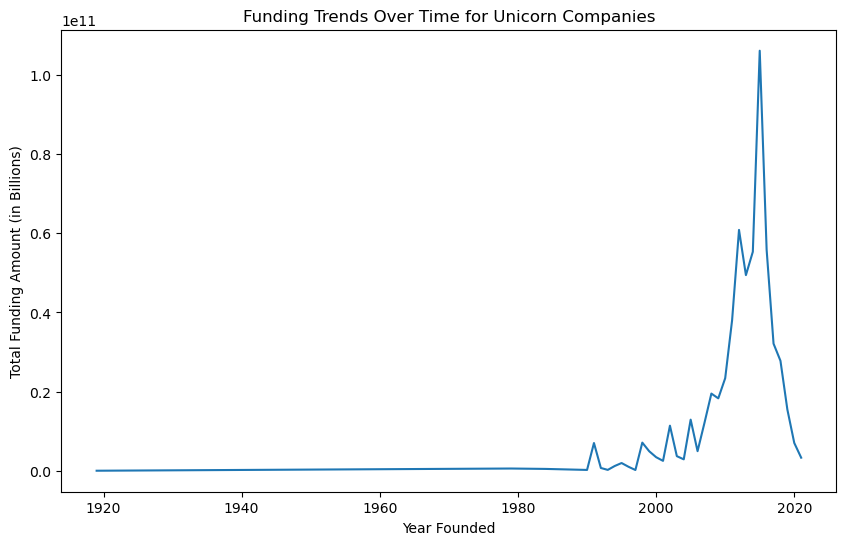 Funding Trends Over Time for Unicorn Companies
1e11
1.0
0.8
0.6
0.4
0.2
0.0
Total Funding Amount (in Billions)
1920 1940 1960 1980 2000 2020
Year Founded